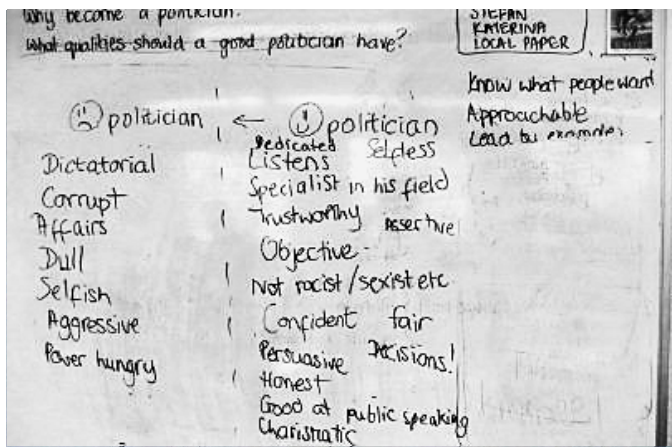 Why become a politician?
What qualities should a good politician have?
STEFAN
KATERINA
LOCAL PAPER
Know what people want
Approachable
Lead by example
politician
Dictatorial
Corrupt
Affairs
Dull
Selfish
Aggressive
Power hungry
politician
Dedicated Selfless
Listens
Specialist in his field
Trustworthy Assertive
Objective
Not racist/sexist etc
Confident fair
Persuasive Decisions!
Honest
Good at public speaking
Charistratic